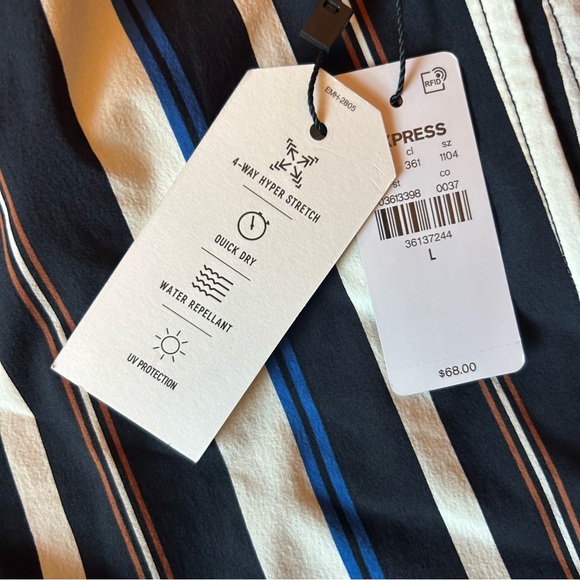 EMH-2805
4-WAY HYPER STRETCH
QUICK DRY
WATER REPELLANT
UV PROTECTION
RFID
XPRESS
cl sz
361 1104
st co
03613398 0037
36137244
L
$68.00